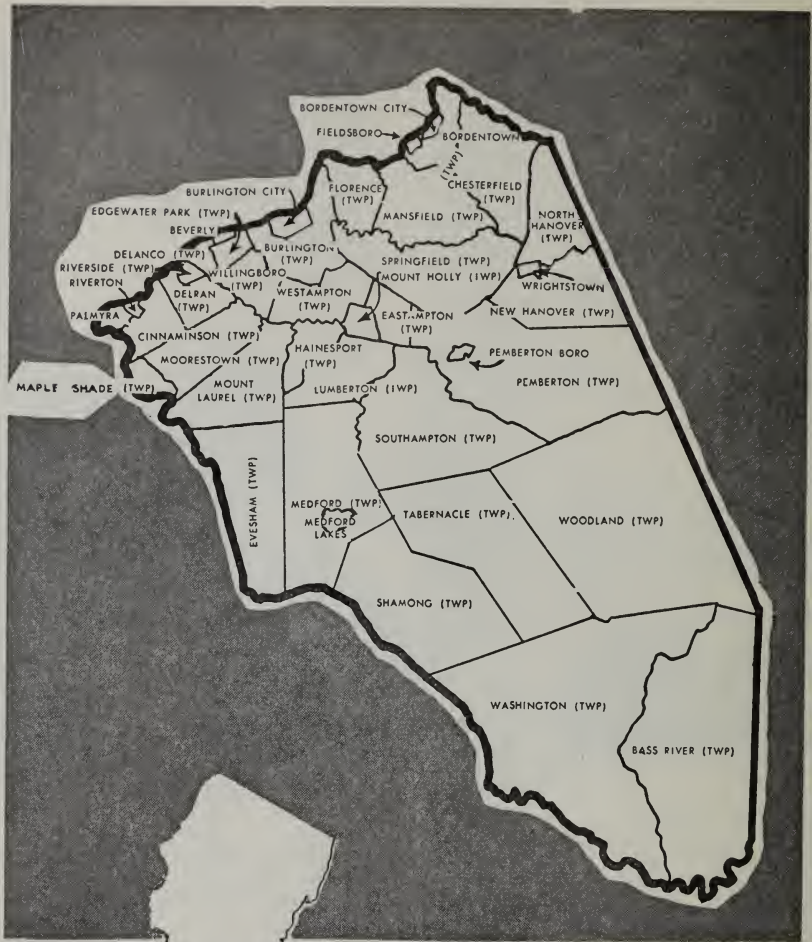 BORDENTOWN CITY
FIELDSBORO
BORDENTOWN
(TWP)
BURLINGTON CITY
FLORENCE
(TWP)
CHESTERFIELD
(TWP)
EDGEWATER PARK (TWP)
MANSFIELD (TWP)
NORTH
HANOVER
(TWP)
BEVERLY
BURLINGTON
(TWP)
DELANCO (TWP)
SPRINGFIELD (TWP)
RIVERSIDE (TWP)
WILLINGBORO
MOUNT HOLLY (TWP)
RIVERTON
WRIGHTSTOWN
DELRAN
(TWP)
WESTAMPTON
(TWP)
PALMYRA
EASTAMPTON
(TWP)
NEW HANOVER (TWP)
CINNAMINSON (TWP)
HAINESPORT
(TWP)
PEMBERTON BORO
MOORESTOWN (TWP)
MAPLE SHADE (TWP)
MOUNT
LAUREL (TWP)
LUMBERTON (TWP)
PEMBERTON (TWP)
SOUTHAMPTON (TWP)
EVESHAM (TWP)
MEDFORD (TWP)
MEDFORD
LAKES
TABERNACLE (TWP)
WOODLAND (TWP)
SHAMONG (TWP)
WASHINGTON (TWP)
BASS RIVER (TWP)